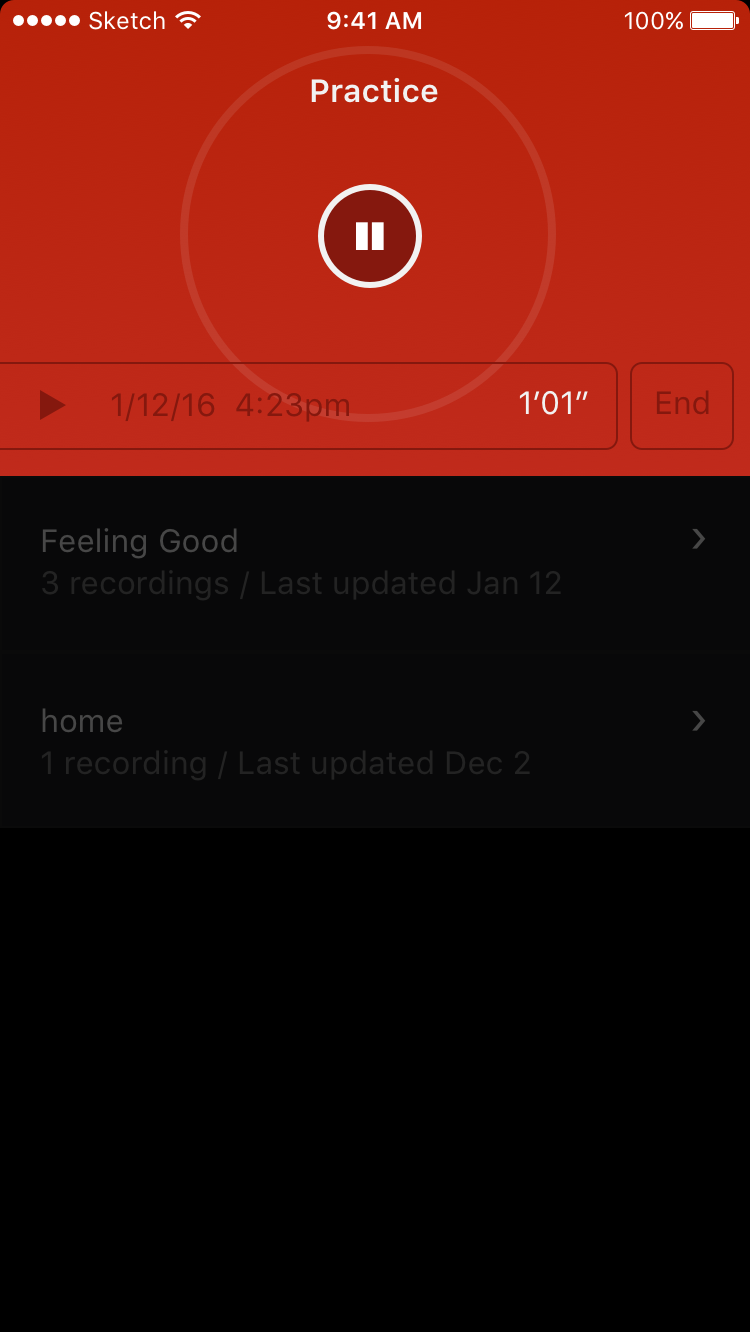 Sketch 9:41 AM 100%
Practice
1/12/16 4:23pm 1’01” End
Feeling Good
3 recordings / Last updated Jan 12
home
1 recording / Last updated Dec 2